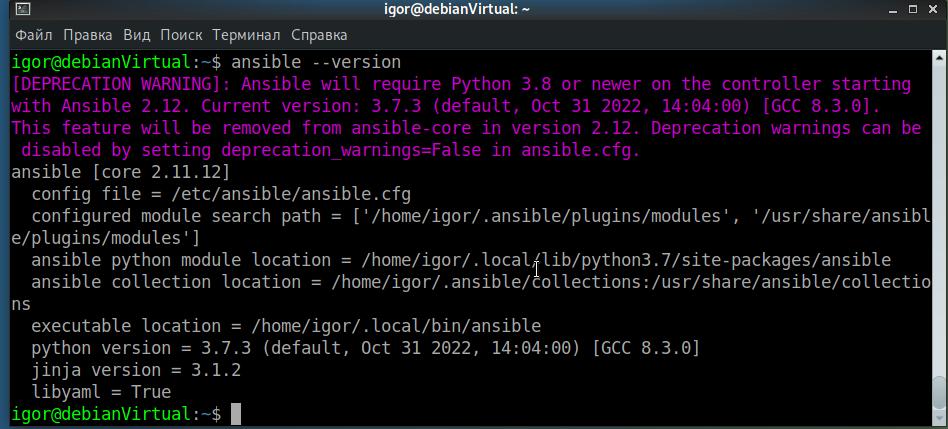 igor@debianVirtual: ~
Файл Правка Вид Поиск Терминал Справка
igor@debianVirtual:~$ ansible --version
[DEPRECATION WARNING]: Ansible will require Python 3.8 or newer on the controller starting
with Ansible 2.12. Current version: 3.7.3 (default, Oct 31 2022, 14:04:00) [GCC 8.3.0].
This feature will be removed from ansible-core in version 2.12. Deprecation warnings can be
 disabled by setting deprecation_warnings=False in ansible.cfg.
ansible [core 2.11.12]
  config file = /etc/ansible/ansible.cfg
  configured module search path = ['/home/igor/.ansible/plugins/modules', '/usr/share/ansibl
e/plugins/modules']
  ansible python module location = /home/igor/.local/lib/python3.7/site-packages/ansible
  ansible collection location = /home/igor/.ansible/collections:/usr/share/ansible/collectio
ns
  executable location = /home/igor/.local/bin/ansible
  python version = 3.7.3 (default, Oct 31 2022, 14:04:00) [GCC 8.3.0]
  jinja version = 3.1.2
  libyaml = True
igor@debianVirtual:~$